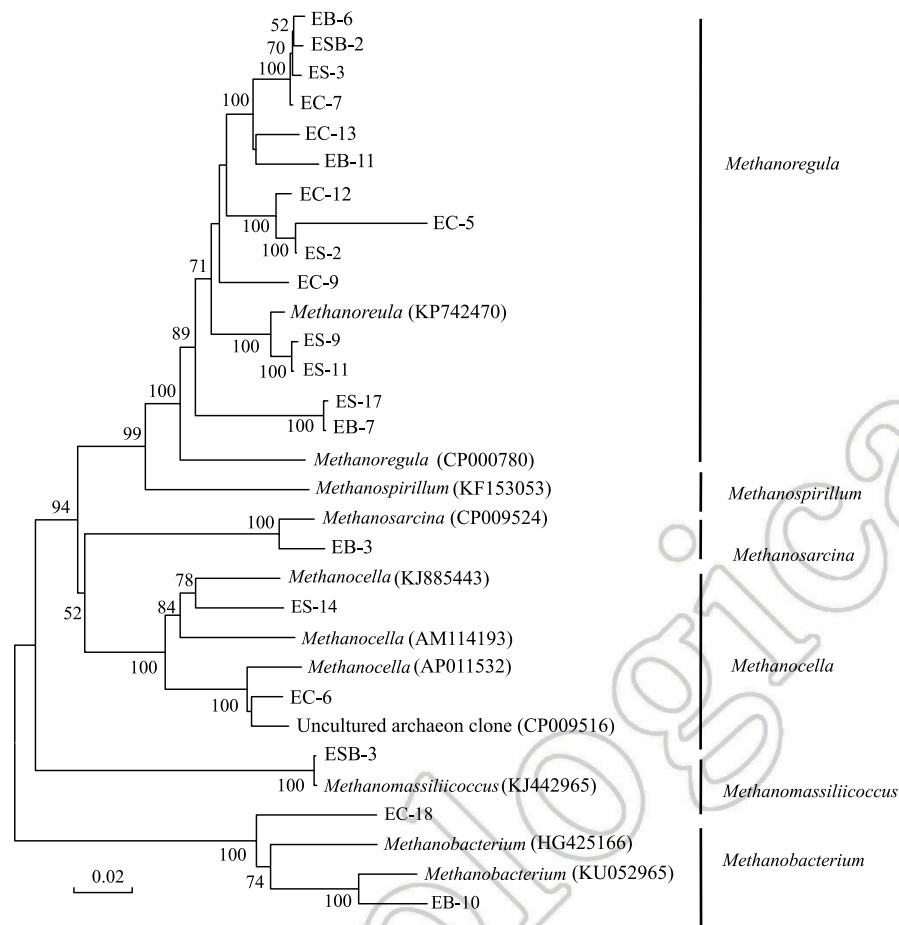 EB-6
52
ESB-2
70
ES-3
100
EC-7
100
EC-13
EB-11
Methanoregula
EC-12
EC-5
100
ES-2
100
71
EC-9
Methanoreula (KP742470)
ES-9
100
ES-11
100
89
ES-17
100
EB-7
100
99
Methanoregula (CP000780)
Methanospirillum (KF153053)
Methanospirillum
94
Methanosarcina (CP009524)
100
EB-3
Methanosarcina
Methanocella (KJ885443)
78
ES-14
84
52
Methanocella (AM114193)
100
Methanocella (AP011532)
Methanocella
EC-6
100
Uncultured archaeon clone (CP009516)
ESB-3
100
Methanomassiliicoccus (KJ442965)
Methanomassiliicoccus
EC-18
100
Methanobacterium (HG425166)
Methanobacterium
74
Methanobacterium (KU052965)
0.02
100
EB-10